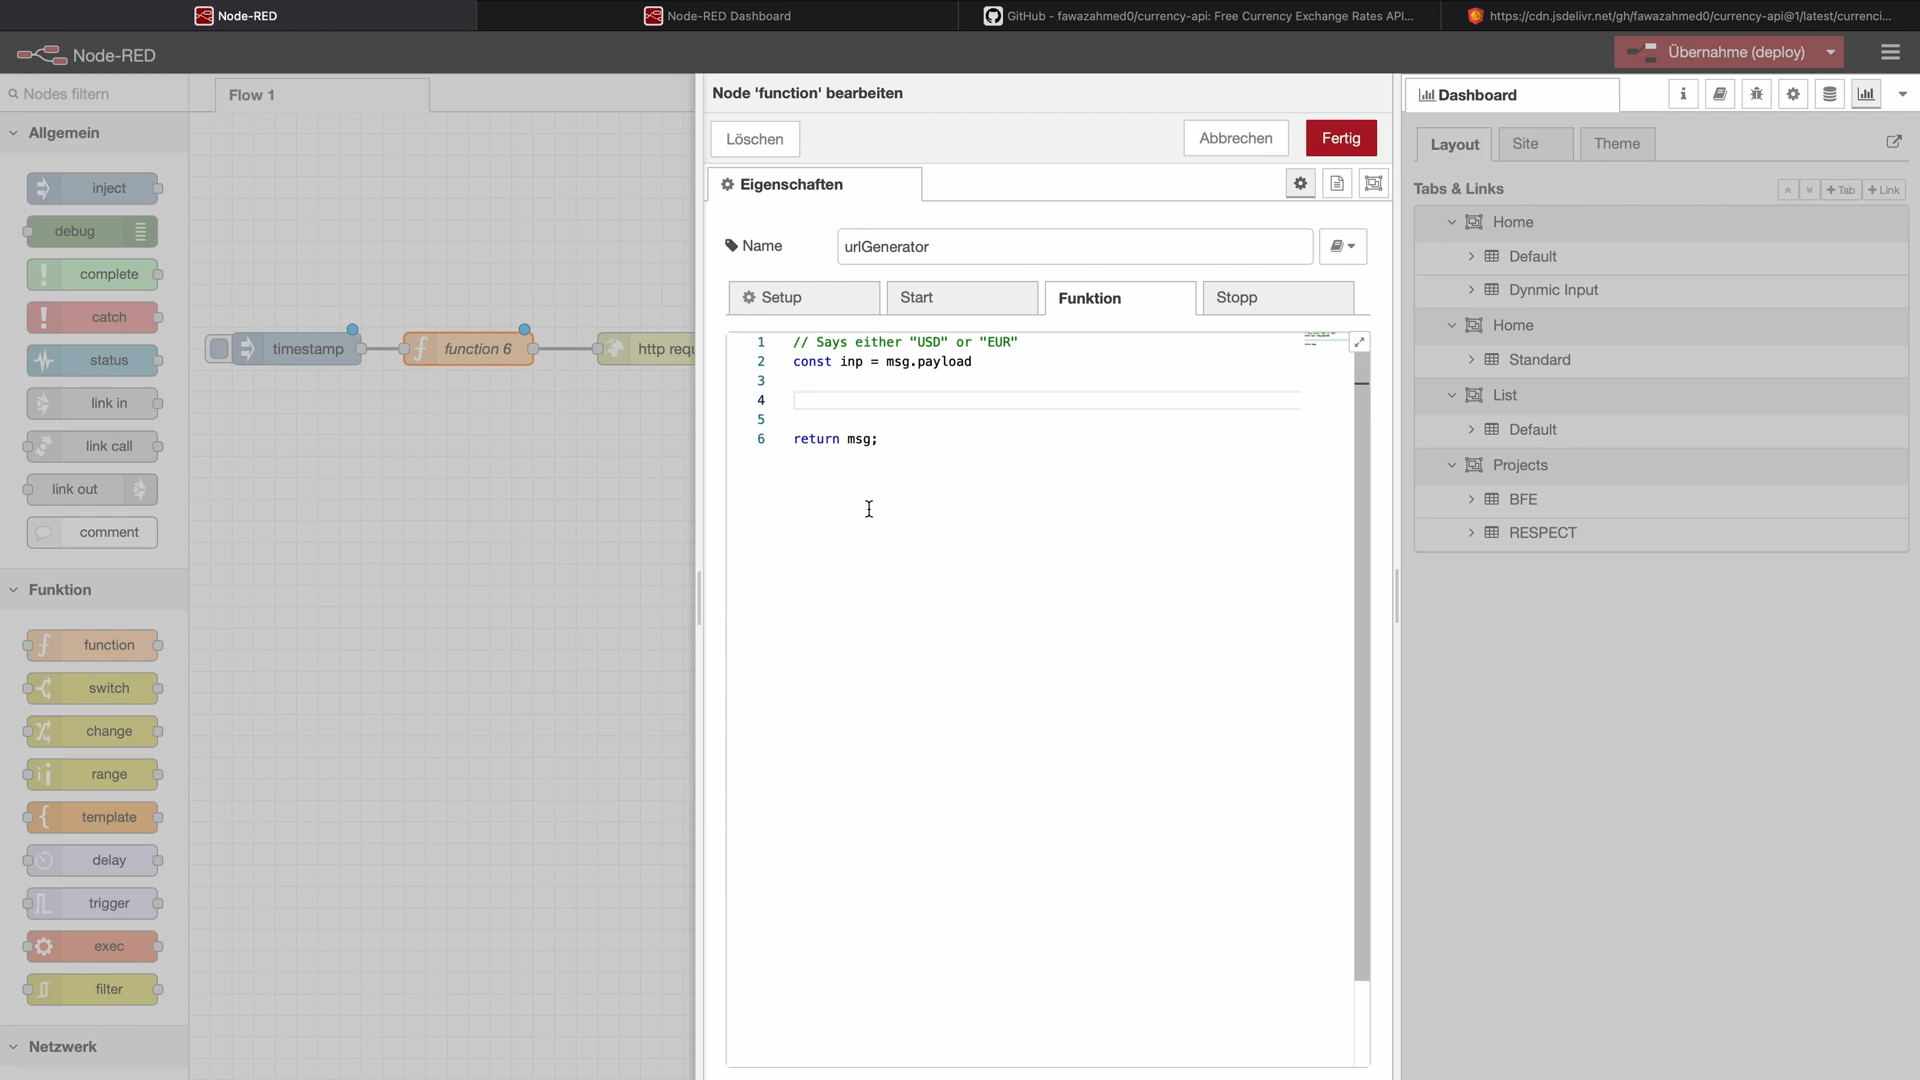 Node-RED
Node-RED Dashboard
GitHub - fawazahmed0/currency-api: Free Currency Exchange Rates API...
https://cdn.jsdelivr.net/gh/fawazahmed0/currency-api@1/latest/currenci...
Node-RED
Übernahme (deploy)
Nodes filtern
Flow 1
Allgemein
inject
debug
complete
catch
status
link in
link call
link out
comment
Funktion
function
switch
change
range
template
delay
trigger
exec
filter
Netzwerk
timestamp
function 6
http requ
Node 'function' bearbeiten
Löschen
Abbrechen
Fertig
Eigenschaften
Name
urlGenerator
Setup
Start
Funktion
Stopp
1 // Says either "USD" or "EUR"
2 const inp = msg.payload
3
4
5
6 return msg;
Dashboard
Layout
Site
Theme
Tabs & Links
+ Tab
+ Link
Home
Default
Dynmic Input
Home
Standard
List
Default
Projects
BFE
RESPECT